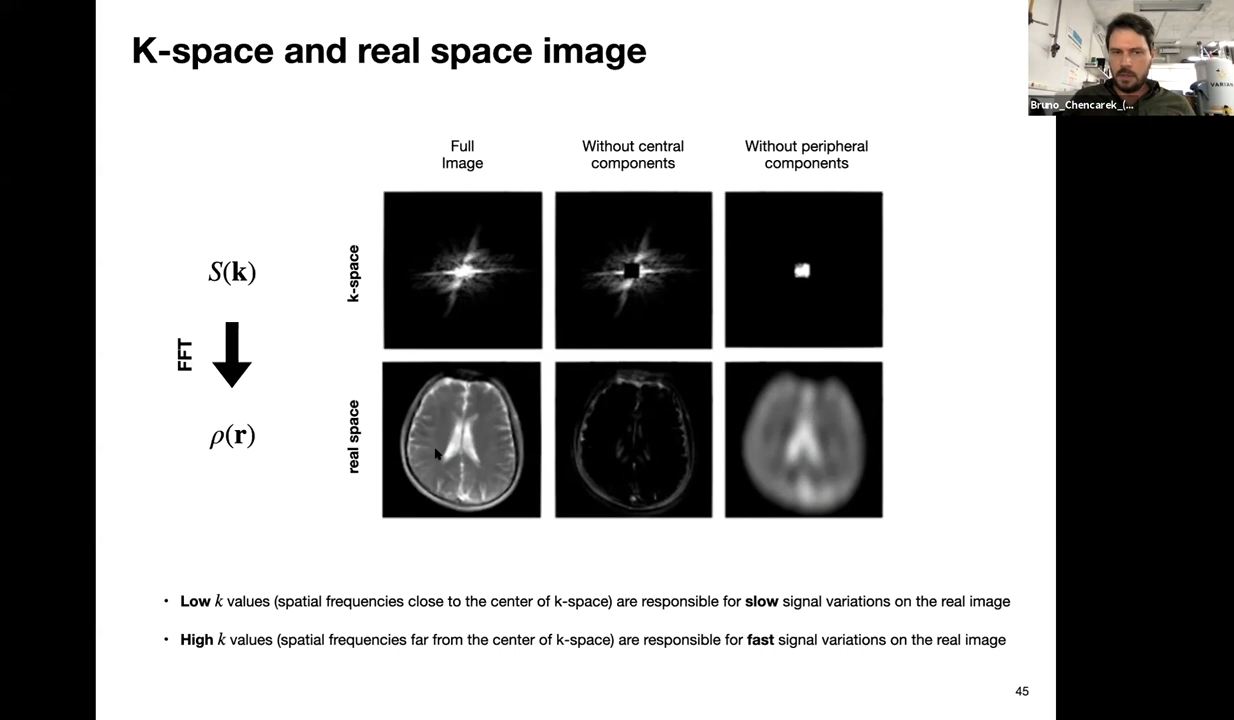 K-space and real space image
Bruno_Chencarek_(...
VARIAN
Full
Image
Without central
components
Without peripheral
components
k-space
S(k)
FFT
ρ(r)
real space
• Low k values (spatial frequencies close to the center of k-space) are responsible for slow signal variations on the real image
• High k values (spatial frequencies far from the center of k-space) are responsible for fast signal variations on the real image
45